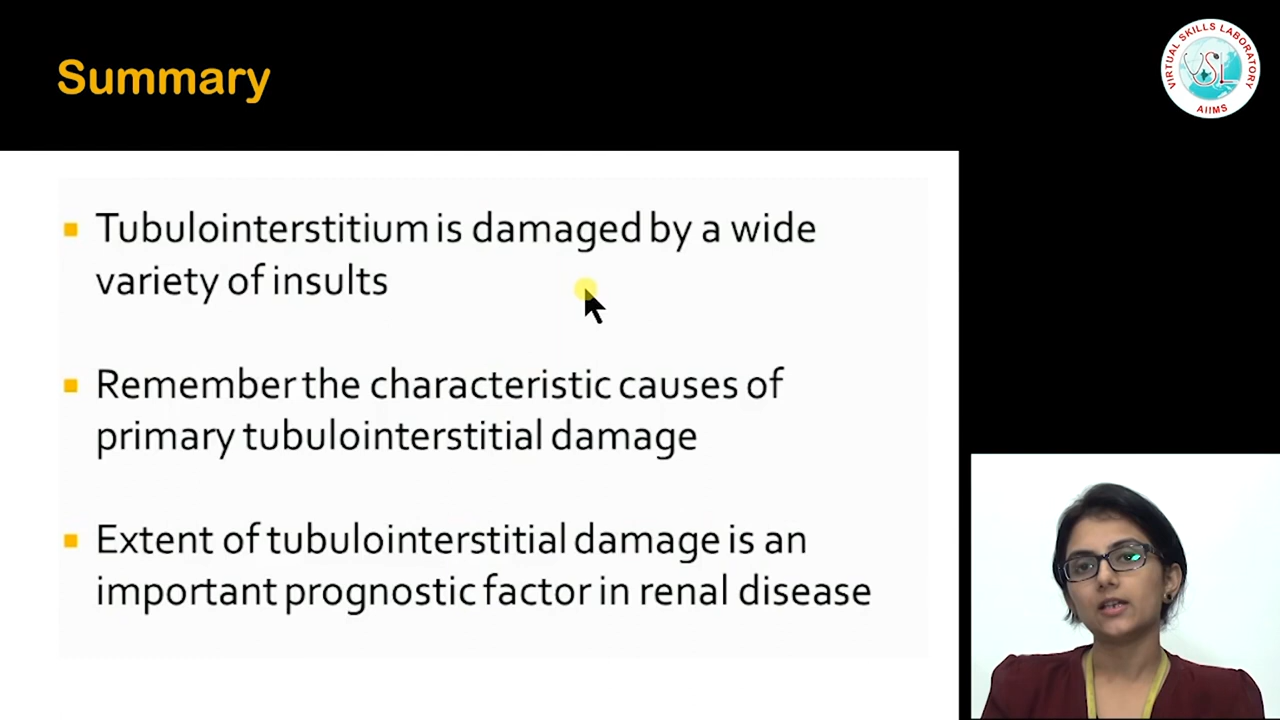 Summary
VIRTUAL SKILLS LABORATORY
VSL
AIIMS
Tubulointerstitium is damaged by a wide
variety of insults
Remember the characteristic causes of
primary tubulointerstitial damage
Extent of tubulointerstitial damage is an
important prognostic factor in renal disease